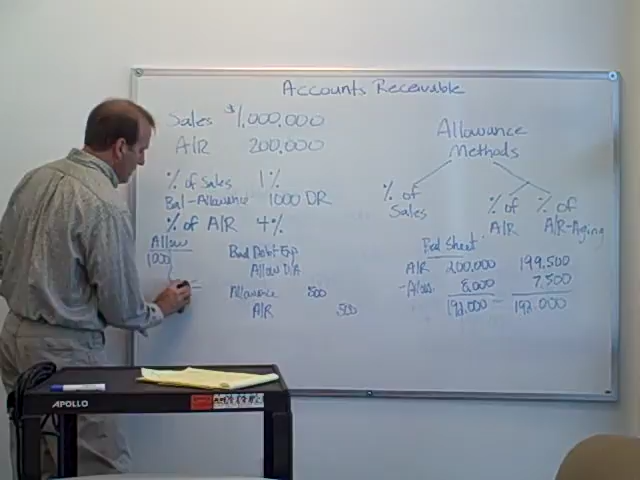 Accounts Receivable
Sales $1,000,000
A/R 200,000
% of Sales 1%
Bal - Allowance 1000 DR
% of A/R 4%
Allow
1000
Bad Debt Exp
Allow D/A
Allowance 500
A/R 500
Allowance
Methods
% of
Sales
% of
A/R
% of
A/R-Aging
Bal Sheet
A/R 200,000 199,500
-Allow. 8,000 7,500
192,000 192,000
APOLLO